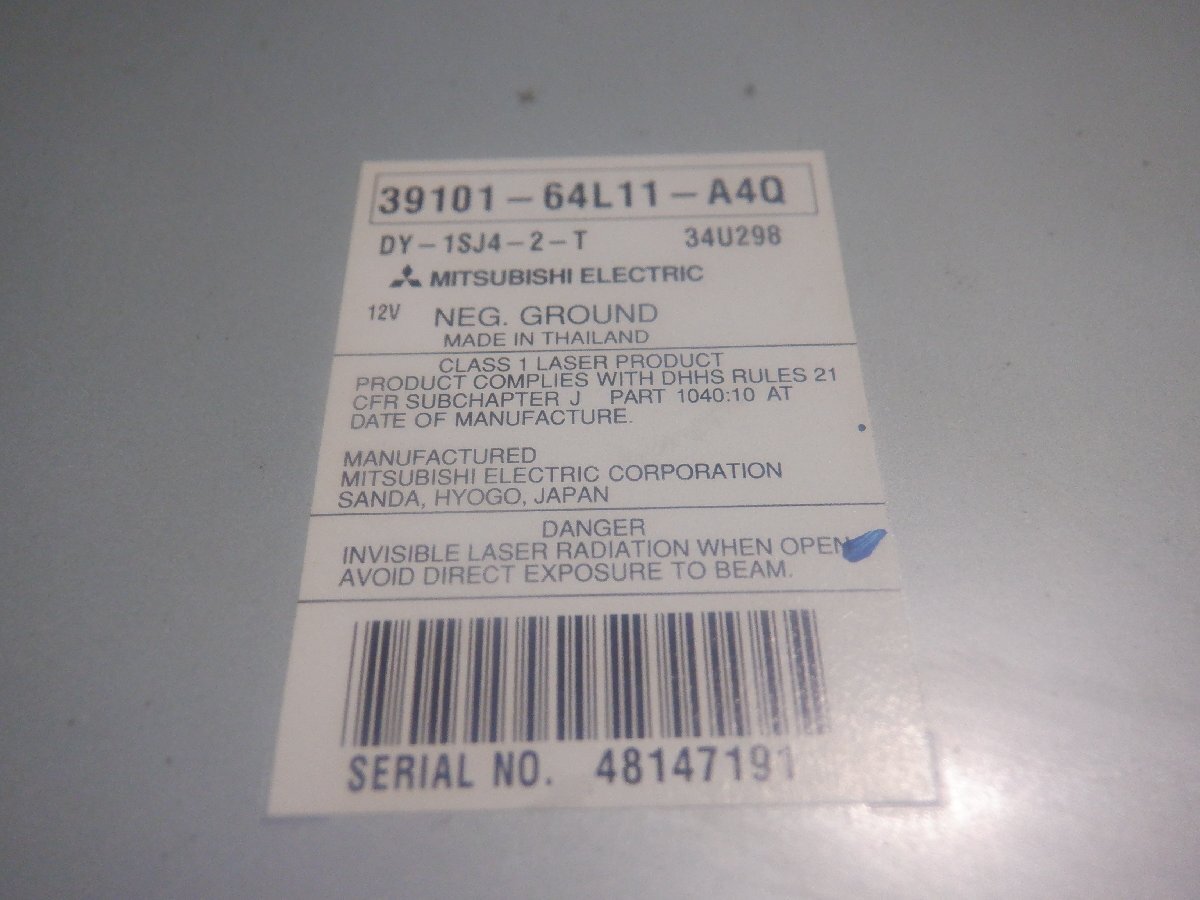 39101-64L11-A4Q
DY-1SJ4-2-T 34U298
MITSUBISHI ELECTRIC
12V NEG. GROUND
MADE IN THAILAND
CLASS 1 LASER PRODUCT
PRODUCT COMPLIES WITH DHHS RULES 21
CFR SUBCHAPTER J PART 1040:10 AT
DATE OF MANUFACTURE.
MANUFACTURED
MITSUBISHI ELECTRIC CORPORATION
SANDA, HYOGO, JAPAN
DANGER
INVISIBLE LASER RADIATION WHEN OPEN
AVOID DIRECT EXPOSURE TO BEAM.
SERIAL NO. 48147191